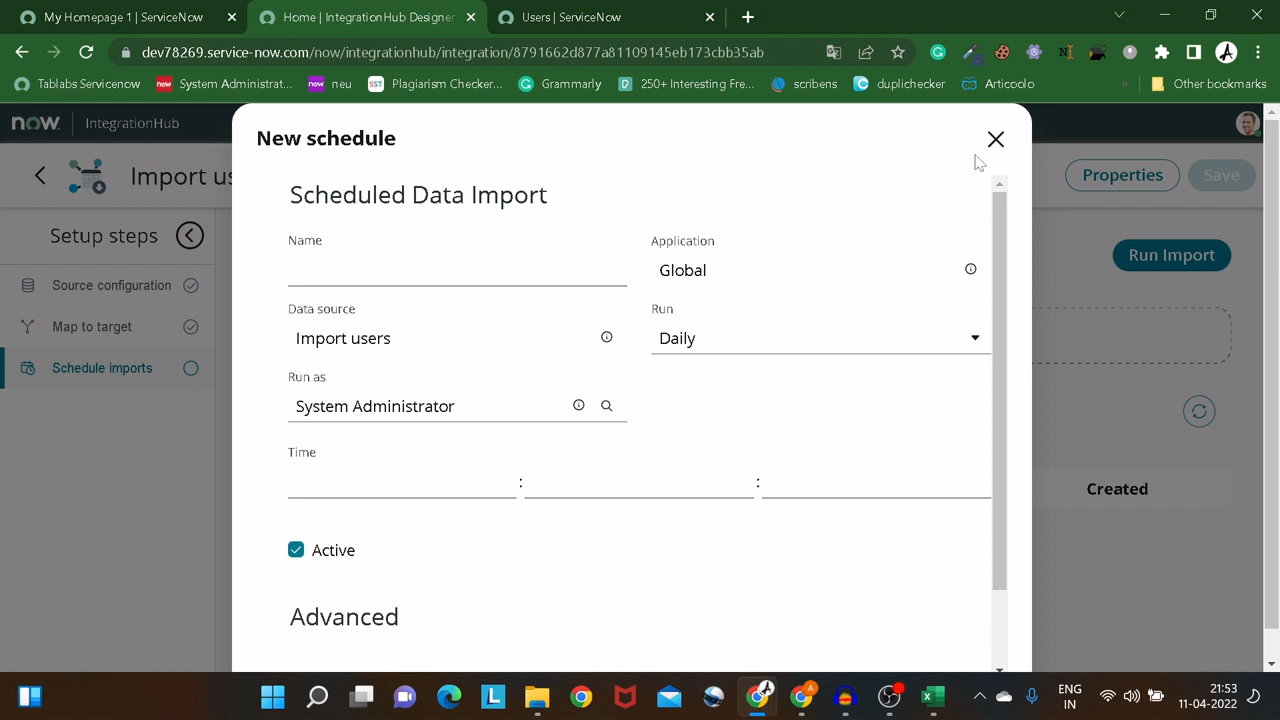 My Homepage 1 | ServiceNow
Home | IntegrationHub Designer
Users | ServiceNow
dev78269.service-now.com/now/integrationhub/integration/8791662d877a81109145eb173cbb35ab
Tablabs Servicenow
now System Administrat...
now neu
SST Plagiarism Checker...
Grammarly
250+ Interesting Fre...
scribens
duplichecker
Articoolo
»
Other bookmarks
now. IntegrationHub
New schedule
Import us
Properties
Save
Scheduled Data Import
Setup steps
Name
Application
Global
Run Import
Source configuration
Data source
Run
Import users
Daily
Map to target
Schedule imports
Run as
System Administrator
Time
: :
Created
Active
Advanced
ENG
IN
21:53
11-04-2022